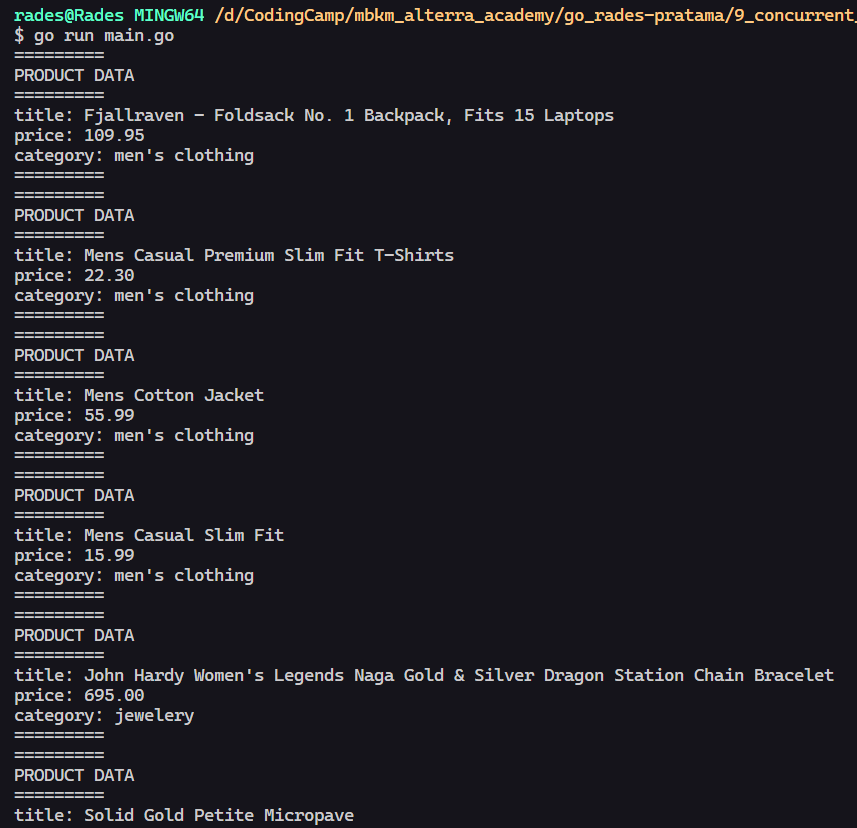 rades@Rades MINGW64 /d/CodingCamp/mbkm_alterra_academy/go_rades-pratama/9_concurrent_
$ go run main.go
=========
PRODUCT DATA
=========
title: Fjallraven - Foldsack No. 1 Backpack, Fits 15 Laptops
price: 109.95
category: men's clothing
=========
=========
PRODUCT DATA
=========
title: Mens Casual Premium Slim Fit T-Shirts
price: 22.30
category: men's clothing
=========
=========
PRODUCT DATA
=========
title: Mens Cotton Jacket
price: 55.99
category: men's clothing
=========
=========
PRODUCT DATA
=========
title: Mens Casual Slim Fit
price: 15.99
category: men's clothing
=========
=========
PRODUCT DATA
=========
title: John Hardy Women's Legends Naga Gold & Silver Dragon Station Chain Bracelet
price: 695.00
category: jewelery
=========
=========
PRODUCT DATA
=========
title: Solid Gold Petite Micropave